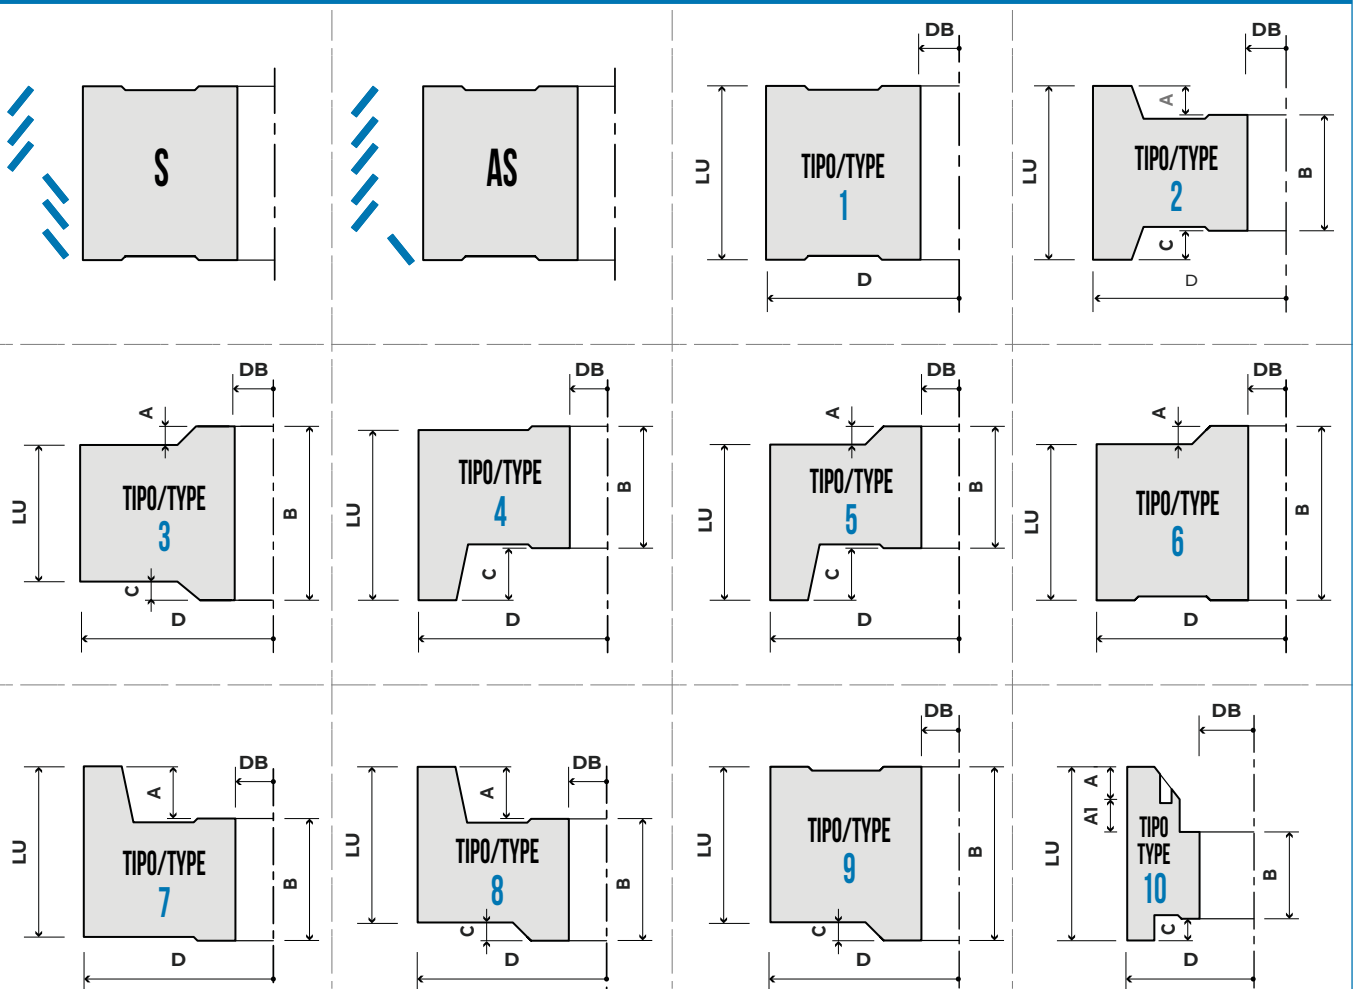 S
AS
DB
LU
TIPO/TYPE
1
D
DB
A
LU
TIPO/TYPE
2
B
C
D
DB
A
LU
TIPO/TYPE
3
B
C
D
DB
LU
TIPO/TYPE
4
B
C
D
DB
A
LU
TIPO/TYPE
5
B
C
D
DB
A
LU
TIPO/TYPE
6
B
D
DB
A
LU
TIPO/TYPE
7
B
D
DB
A
LU
TIPO/TYPE
8
B
C
D
DB
LU
TIPO/TYPE
9
B
C
D
DB
A
A1
LU
TIPO
TYPE
10
B
C
D